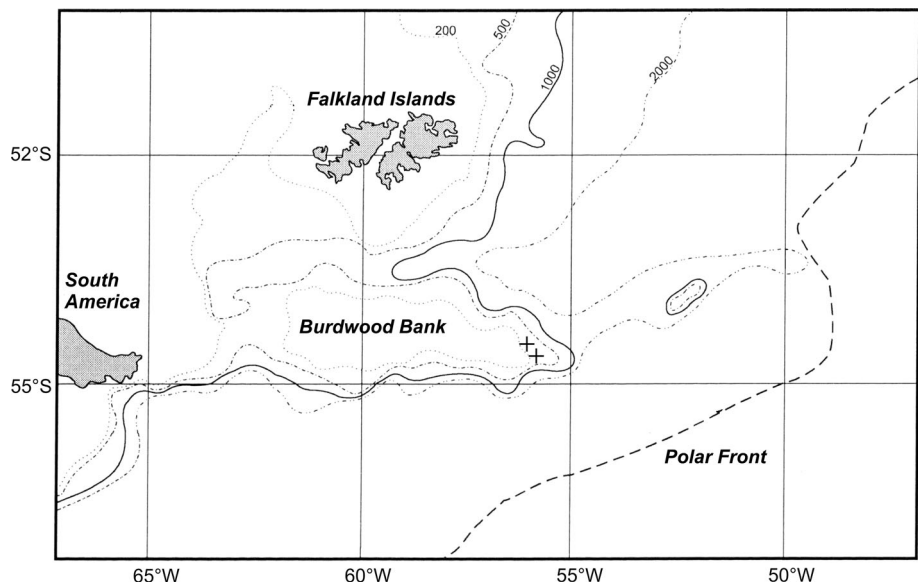 200
500
1000
2000
Falkland Islands
52°S
South
America
Burdwood Bank
55°S
Polar Front
65°W
60°W
55°W
50°W